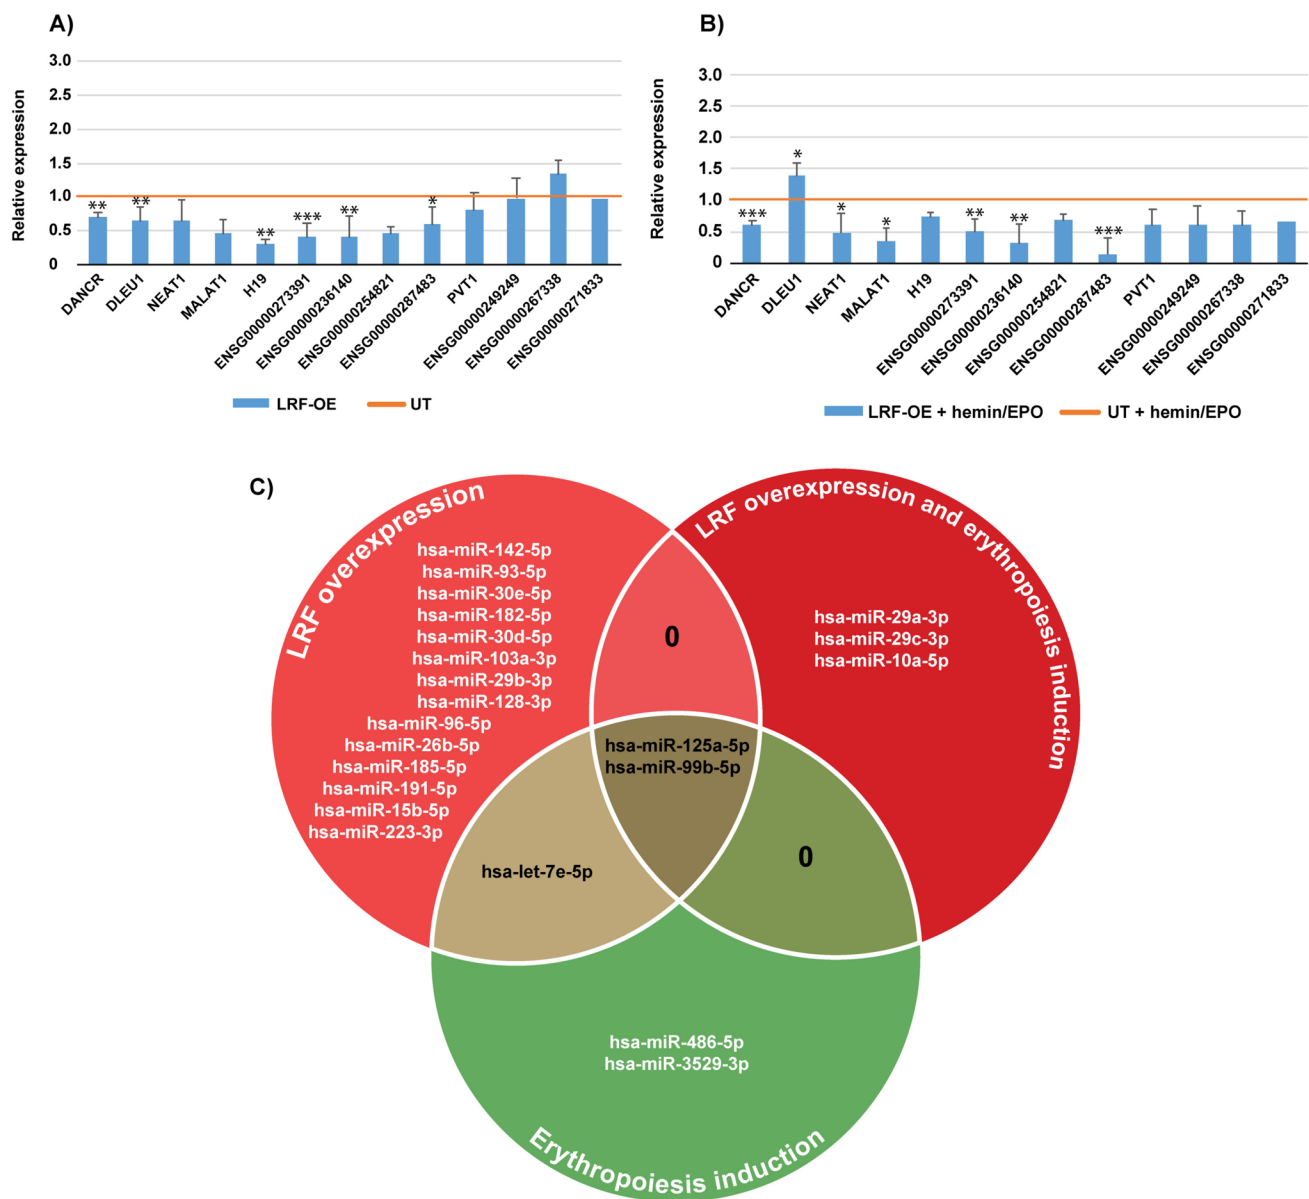 A)
Relative expression
3.0
2.5
2.0
1.5
1.0
0.5
0
**
**
**
***
**
*
DANCR
DLEU1
NEAT1
MALAT1
H19
ENSG00000273391
ENSG00000236140
ENSG00000254821
ENSG00000287483
PVT1
ENSG00000249249
ENSG00000267338
ENSG00000271833
LRF-OE
UT
B)
Relative expression
3.0
2.5
2.0
1.5
1.0
0.5
0
***
*
*
*
**
**
***
DANCR
DLEU1
NEAT1
MALAT1
H19
ENSG00000273391
ENSG00000236140
ENSG00000254821
ENSG00000287483
PVT1
ENSG00000249249
ENSG00000267338
ENSG00000271833
LRF-OE + hemin/EPO
UT + hemin/EPO
C)
LRF overexpression
hsa-miR-142-5p
hsa-miR-93-5p
hsa-miR-30e-5p
hsa-miR-182-5p
hsa-miR-30d-5p
hsa-miR-103a-3p
hsa-miR-29b-3p
hsa-miR-128-3p
hsa-miR-96-5p
hsa-miR-26b-5p
hsa-miR-185-5p
hsa-miR-191-5p
hsa-miR-15b-5p
hsa-miR-223-3p
0
LRF overexpression and erythropoiesis induction
hsa-miR-29a-3p
hsa-miR-29c-3p
hsa-miR-10a-5p
hsa-miR-125a-5p
hsa-miR-99b-5p
hsa-let-7e-5p
0
hsa-miR-486-5p
hsa-miR-3529-3p
Erythropoiesis induction